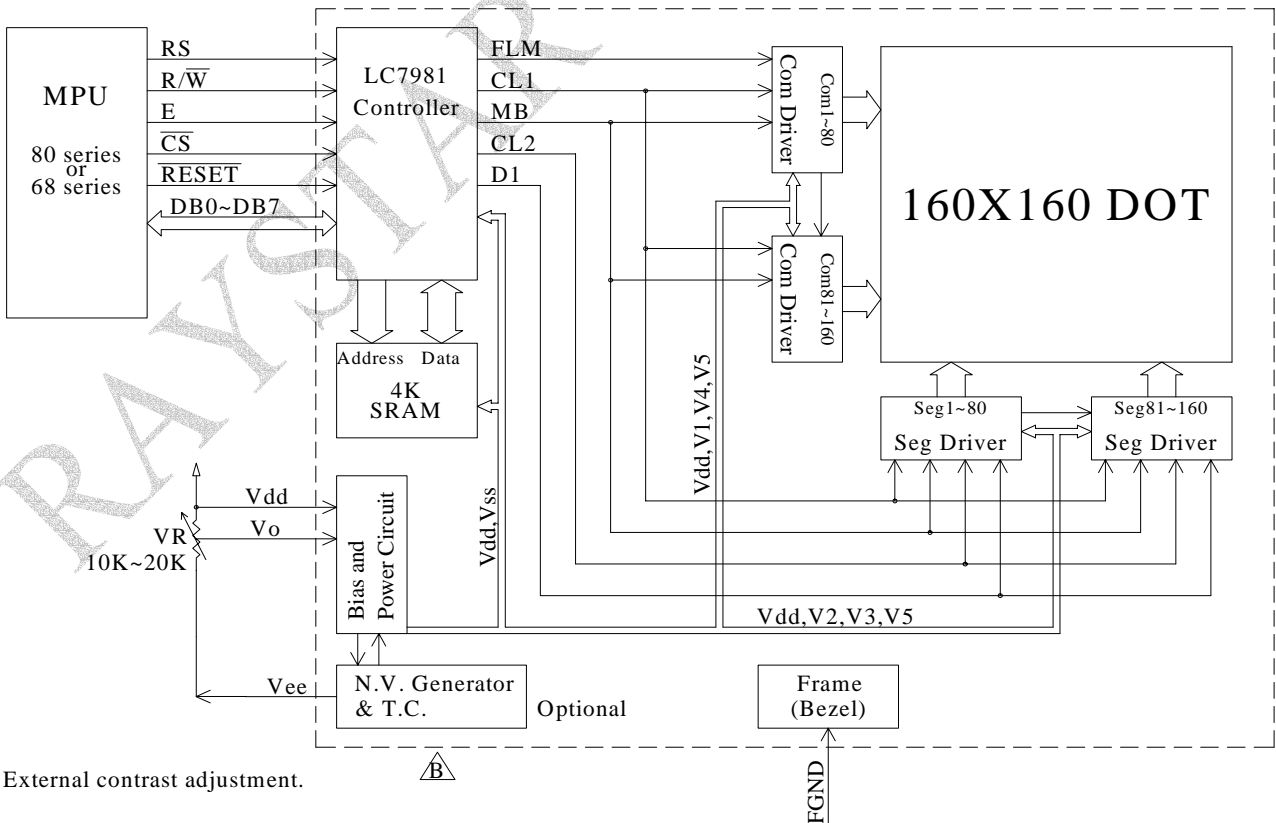 RAYSTAR
MPU
80 series
or
68 series
RS
R/W̅
E
C̅S̅
R̅E̅S̅E̅T̅
DB0~DB7
LC7981
Controller
FLM
CL1
MB
CL2
D1
Com Driver
Com1~80
Com Driver
Com81~160
160X160 DOT
Address Data
4K
SRAM
Vdd,V1,V4,V5
Seg1~80
Seg Driver
Seg81~160
Seg Driver
Vdd
Vo
VR
10K~20K
Bias and
Power Circuit
Vdd,Vss
Vdd,V2,V3,V5
Vee
N.V. Generator
& T.C.
Optional
Frame
(Bezel)
B
FGND
External contrast adjustment.